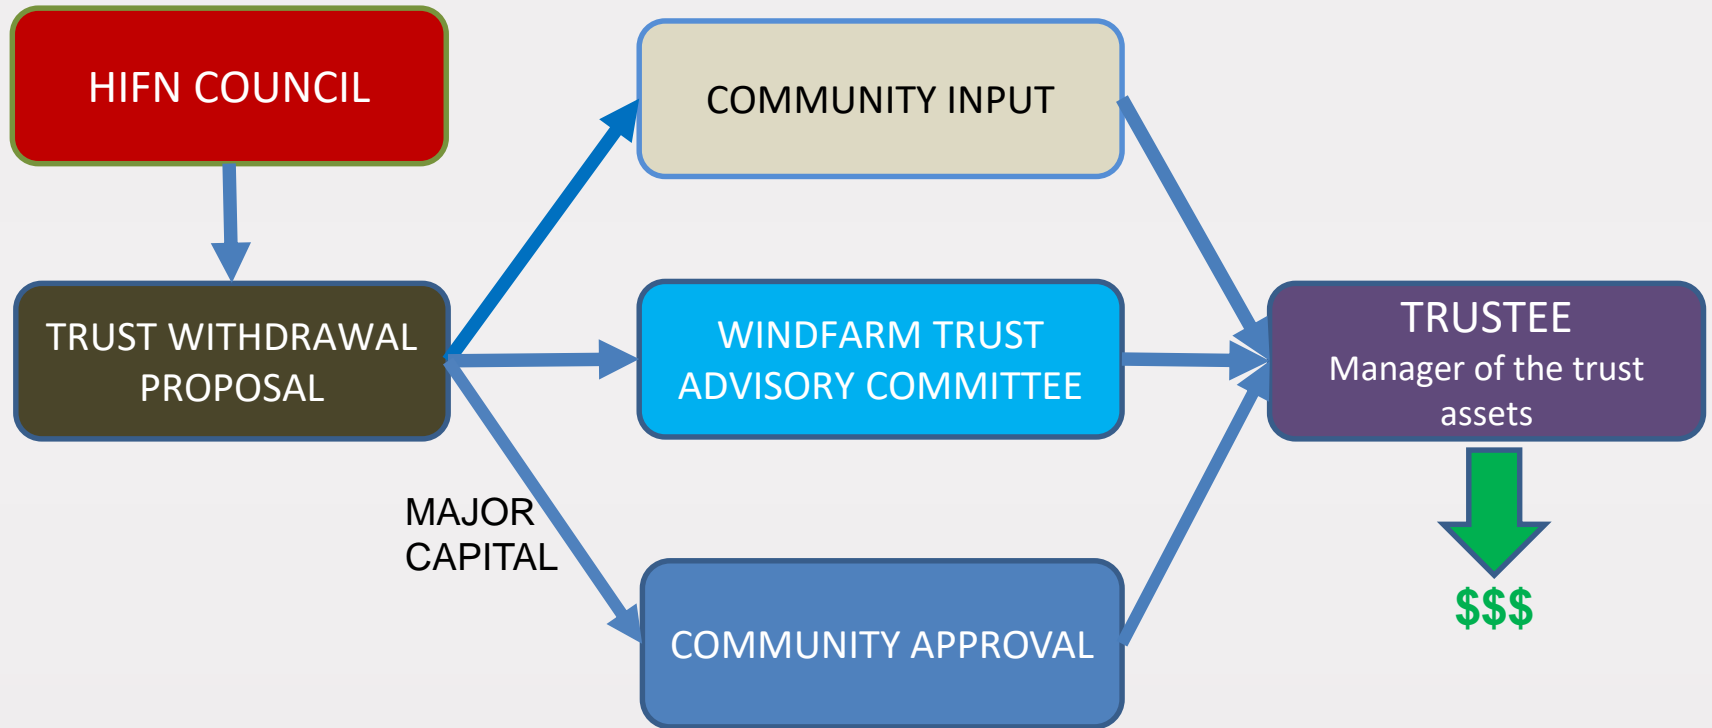 HIFN COUNCIL
COMMUNITY INPUT
TRUST WITHDRAWAL
PROPOSAL
WINDFARM TRUST
ADVISORY COMMITTEE
TRUSTEE
Manager of the trust
assets
MAJOR
CAPITAL
COMMUNITY APPROVAL
$$$